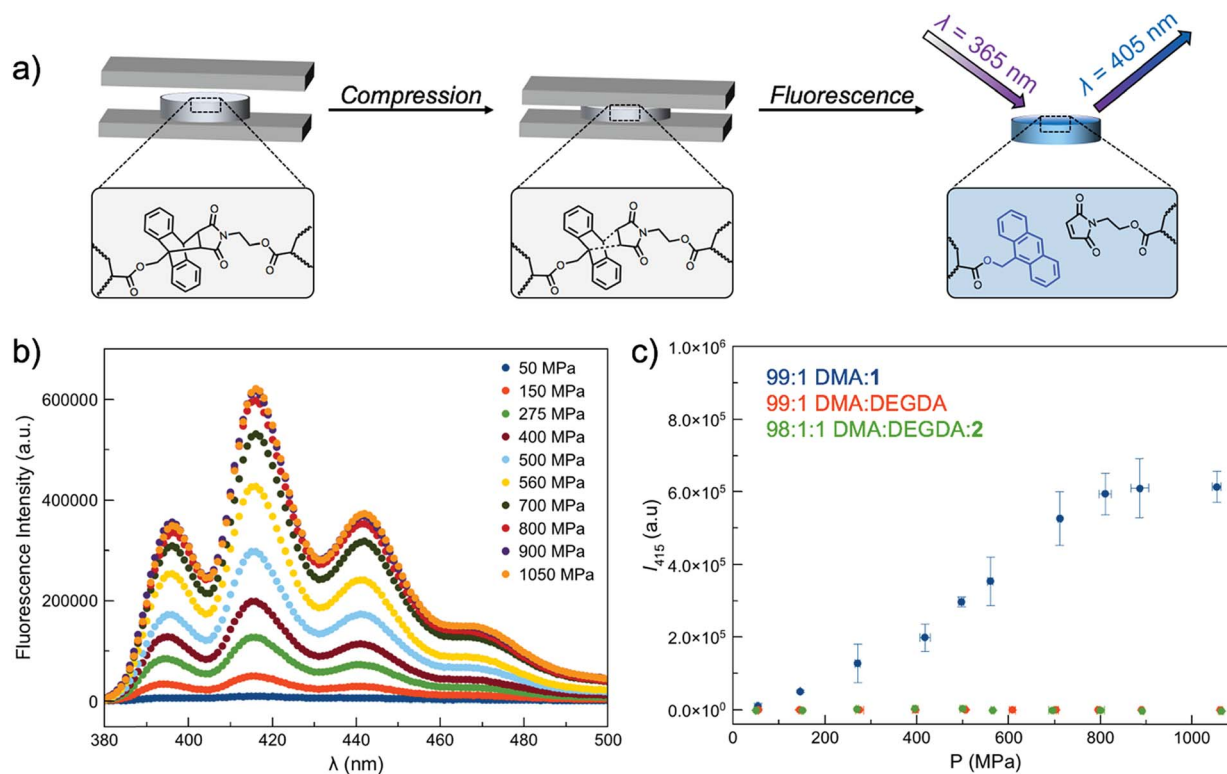 a)
Compression
Fluorescence
λ = 365 nm
λ = 405 nm
O
O
O
N
O
O
O
O
O
N
O
O
O
O
O
N
O
O
b)
Fluorescence Intensity (a.u.)
600000
400000
200000
0
380
400
420
440
460
480
500
λ (nm)
50 MPa
150 MPa
275 MPa
400 MPa
500 MPa
560 MPa
700 MPa
800 MPa
900 MPa
1050 MPa
c)
I415 (a.u)
1.0×10⁶
8.0×10⁵
6.0×10⁵
4.0×10⁵
2.0×10⁵
0.0×10⁰
99:1 DMA:1
99:1 DMA:DEGDA
98:1:1 DMA:DEGDA:2
0
200
400
600
800
1000
P (MPa)